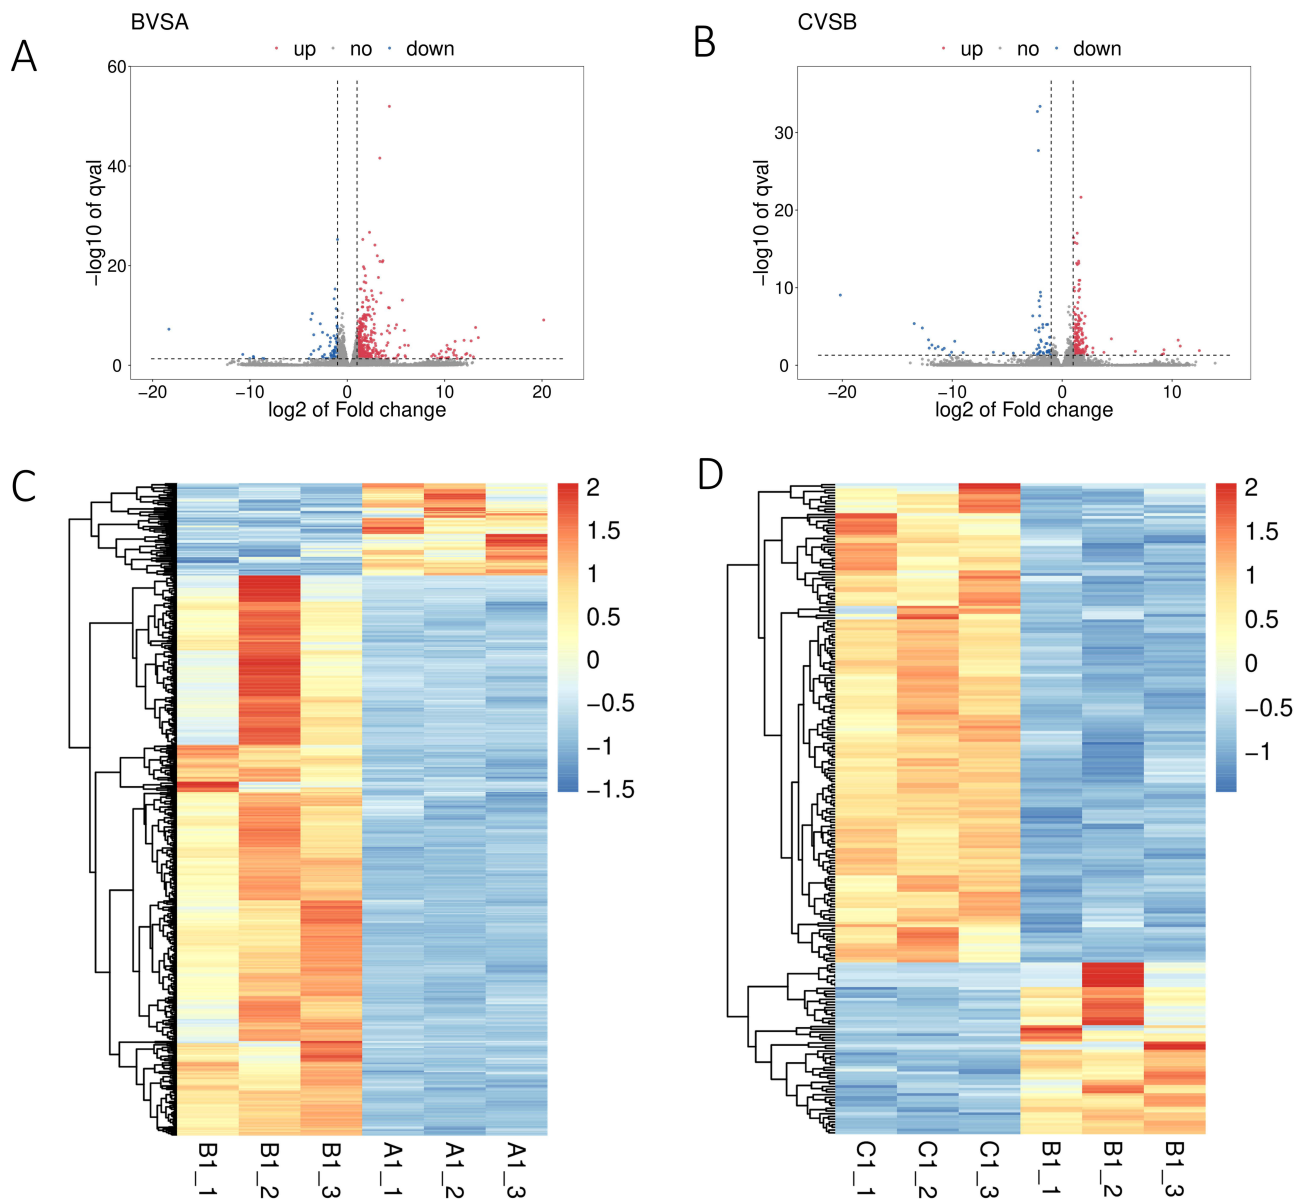 A
BVSA
up no down
60
40
20
0
−log10 of qval
−20 −10 0 10 20
log2 of Fold change
B
CVSB
up no down
30
20
10
0
−log10 of qval
−20 −10 0 10
log2 of Fold change
C
2
1.5
1
0.5
0
−0.5
−1
−1.5
B1_1 B1_2 B1_3 A1_1 A1_2 A1_3
D
2
1.5
1
0.5
0
−0.5
−1
C1_1 C1_2 C1_3 B1_1 B1_2 B1_3